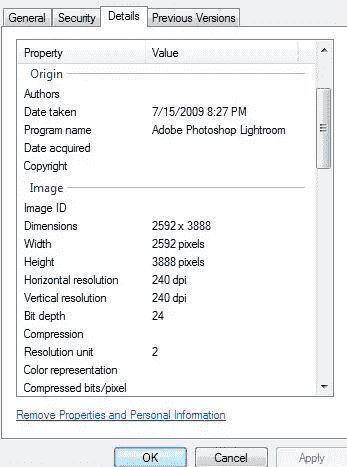 General Security Details Previous Versions
Property Value
Origin
Authors
Date taken 7/15/2009 8:27 PM
Program name Adobe Photoshop Lightroom
Date acquired
Copyright
Image
Image ID
Dimensions 2592 x 3888
Width 2592 pixels
Height 3888 pixels
Horizontal resolution 240 dpi
Vertical resolution 240 dpi
Bit depth 24
Compression
Resolution unit 2
Color representation
Compressed bits/pixel
Remove Properties and Personal Information
OK Cancel Apply